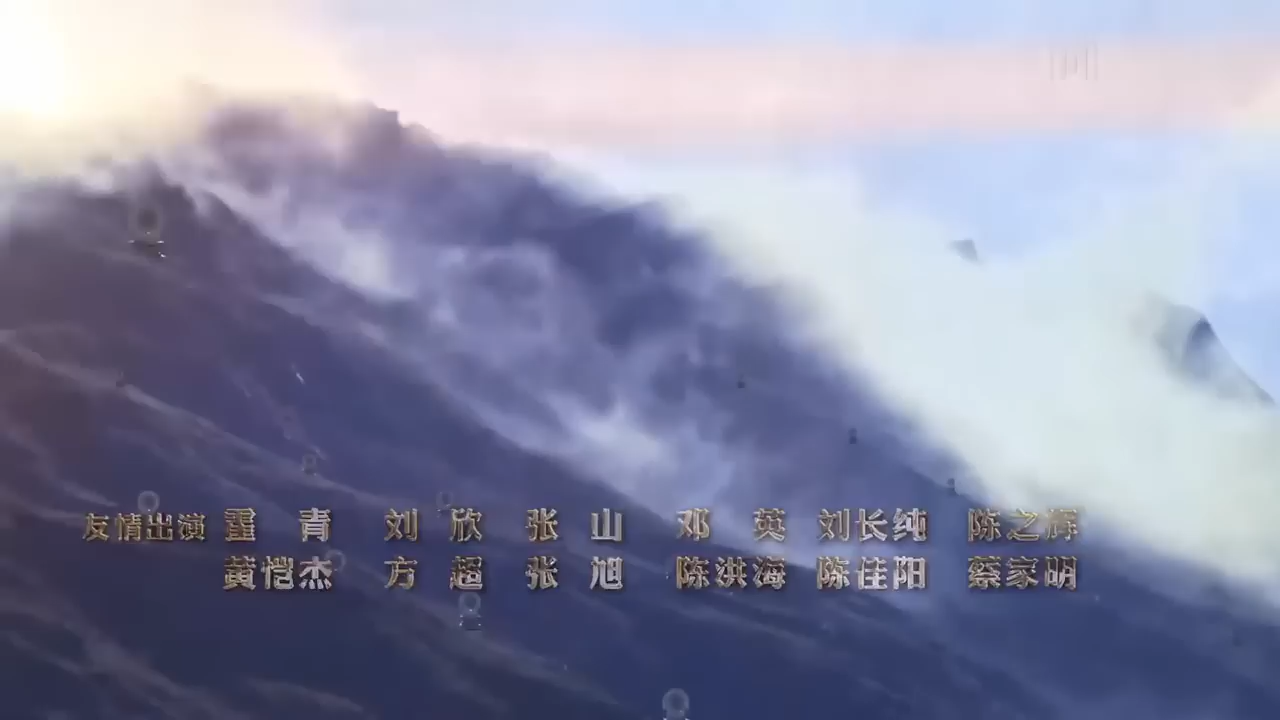 友情出演 童 青 刘 欣 张 山 邓 英 刘长纯 陈之辉
黄恺杰 方 超 张 旭 陈洪海 陈佳阳 蔡家明